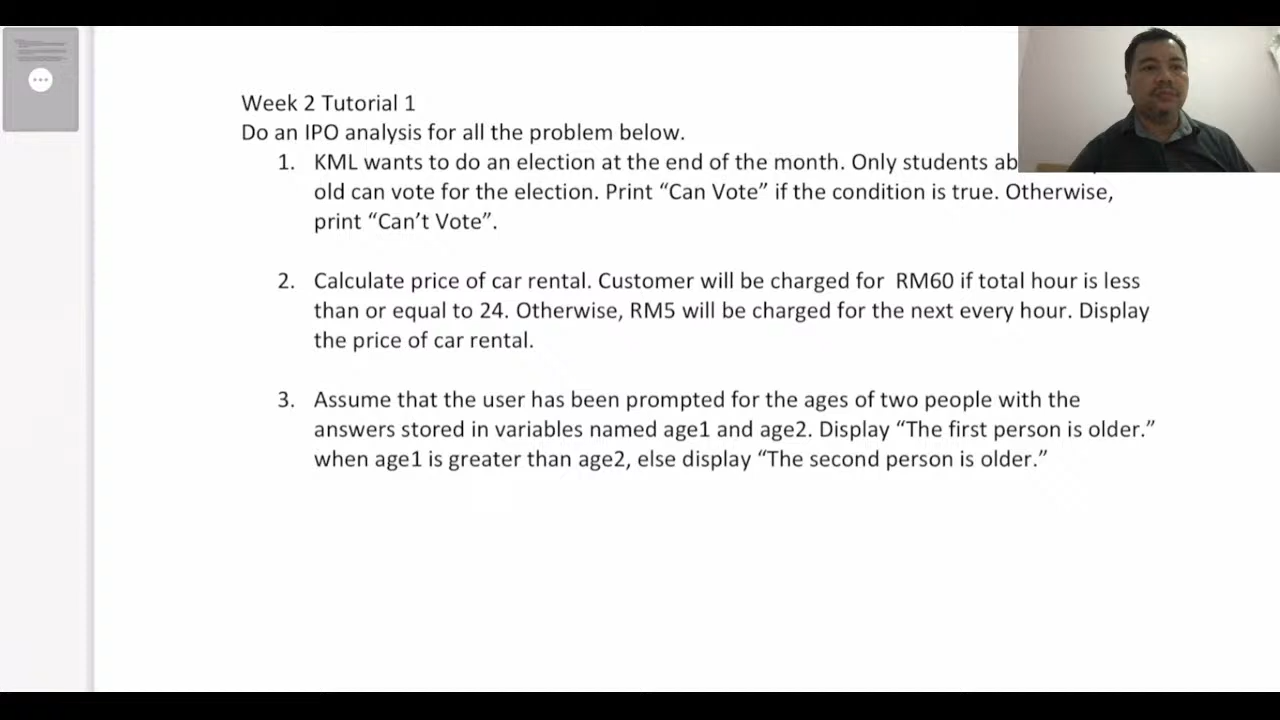 Week 2 Tutorial 1
Do an IPO analysis for all the problem below.
1. KML wants to do an election at the end of the month. Only students
old can vote for the election. Print “Can Vote” if the condition is true. Otherwise,
print “Can’t Vote”.
2. Calculate price of car rental. Customer will be charged for RM60 if total hour is less
than or equal to 24. Otherwise, RM5 will be charged for the next every hour. Display
the price of car rental.
3. Assume that the user has been prompted for the ages of two people with the
answers stored in variables named age1 and age2. Display “The first person is older.”
when age1 is greater than age2, else display “The second person is older.”